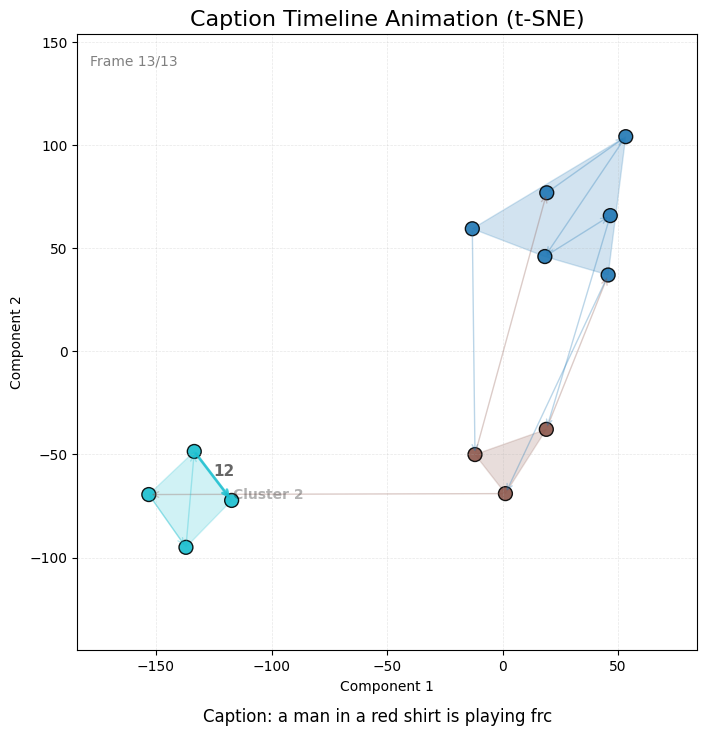 Caption Timeline Animation (t-SNE)
Frame 13/13
150
100
50
0
−50
−100
Component 2
12
Cluster 2
−150
−100
−50
0
50
Component 1
Caption: a man in a red shirt is playing frc